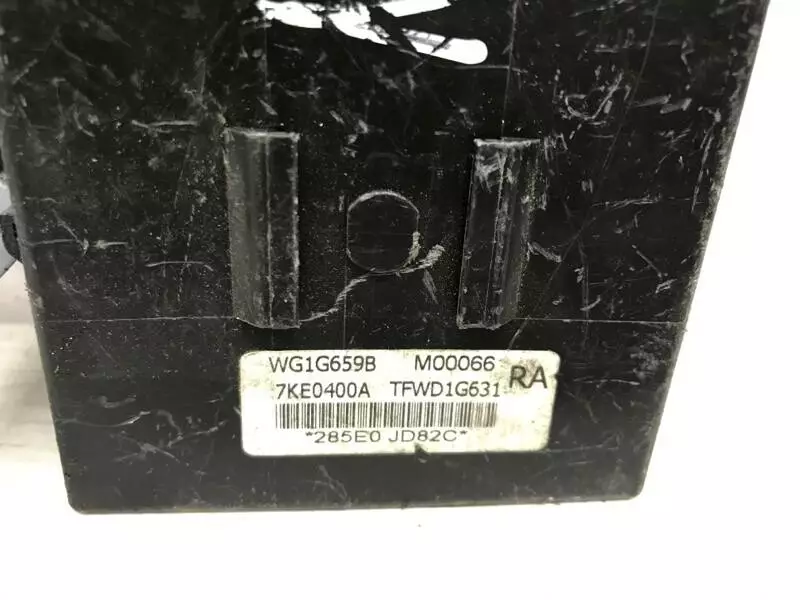 WG1G659B M00066
7KE0400A TFWD1G631 RA
*285E0 JD82C*